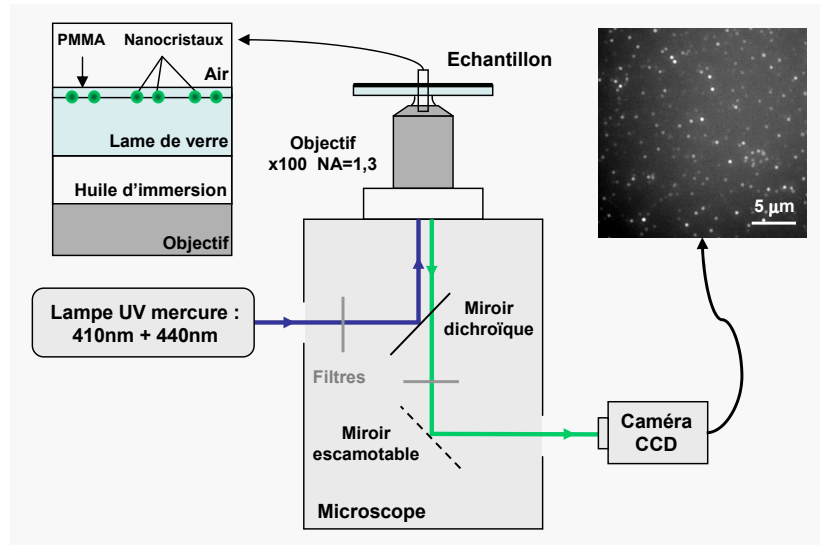 PMMA
Nanocristaux
Air
Lame de verre
Huile d’immersion
Objectif
Echantillon
Objectif
x100 NA=1,3
5 µm
Lampe UV mercure :
410nm + 440nm
Miroir
dichroïque
Filtres
Miroir
escamotable
Caméra
CCD
Microscope